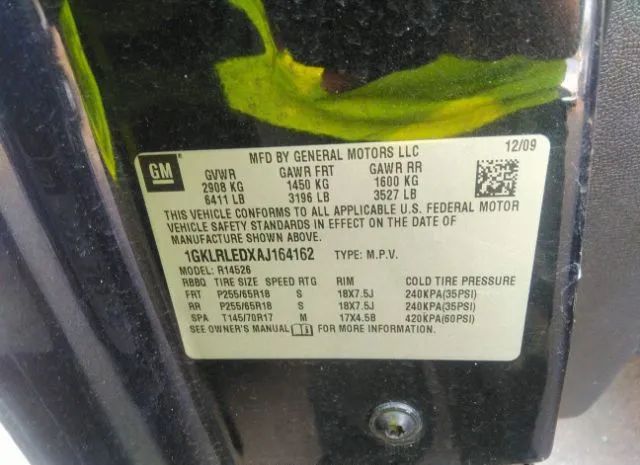 MFD BY GENERAL MOTORS LLC 12/09
GM
GVWR GAWR FRT GAWR RR
2908 KG 1450 KG 1600 KG
6411 LB 3196 LB 3527 LB
THIS VEHICLE CONFORMS TO ALL APPLICABLE U.S. FEDERAL MOTOR
VEHICLE SAFETY STANDARDS IN EFFECT ON THE DATE OF
MANUFACTURE SHOWN ABOVE.
1GKLRLEDXAJ164162 TYPE: M.P.V.
MODEL: R14526
RBBQ TIRE SIZE SPEED RTG RIM COLD TIRE PRESSURE
FRT P255/65R18 S 18X7.5J 240KPA(35PSI)
RR P255/65R18 S 18X7.5J 240KPA(35PSI)
SPA T145/70R17 M 17X4.5B 420KPA(60PSI)
SEE OWNER'S MANUAL FOR MORE INFORMATION